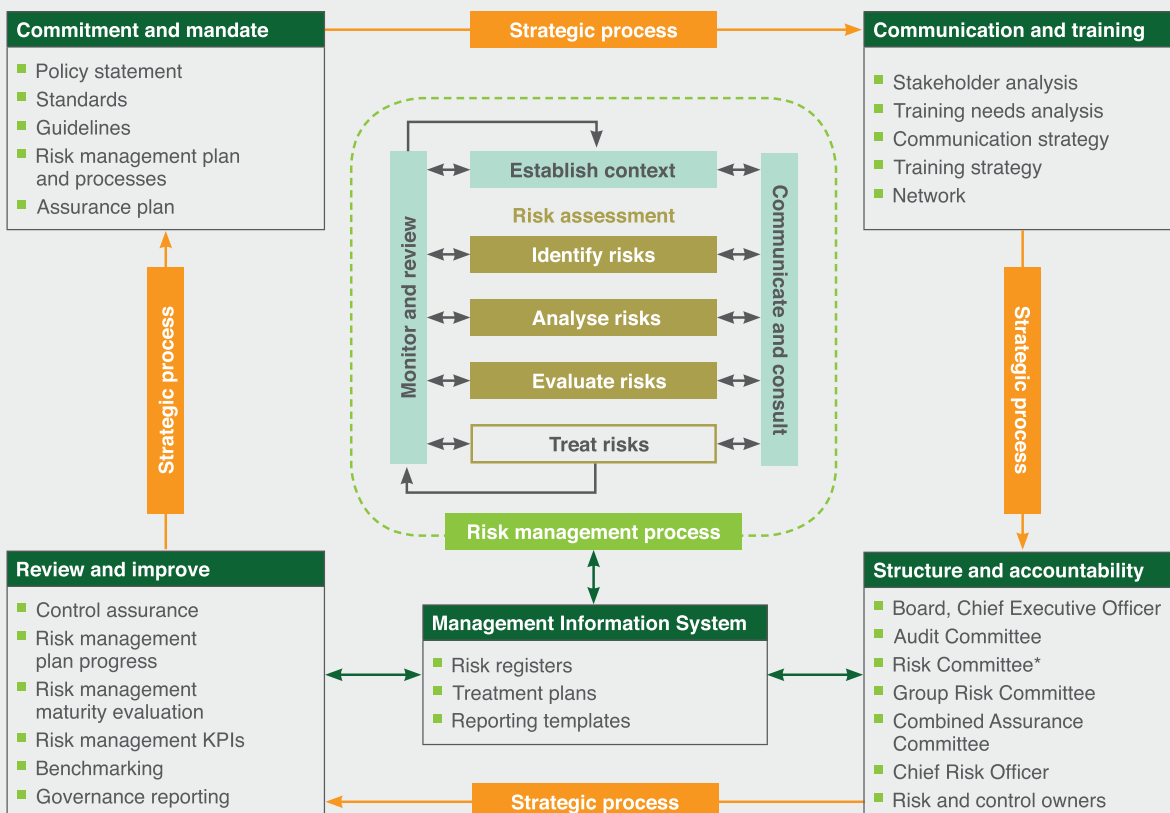 Commitment and mandate
Policy statement
Standards
Guidelines
Risk management plan
and processes
Assurance plan
Strategic process
Communication and training
Stakeholder analysis
Training needs analysis
Communication strategy
Training strategy
Network
Establish context
Risk assessment
Identify risks
Analyse risks
Evaluate risks
Treat risks
Monitor and review
Communicate and consult
Risk management process
Strategic process
Strategic process
Review and improve
Control assurance
Risk management
plan progress
Risk management
maturity evaluation
Risk management KPIs
Benchmarking
Governance reporting
Management Information System
Risk registers
Treatment plans
Reporting templates
Structure and accountability
Board, Chief Executive Officer
Audit Committee
Risk Committee*
Group Risk Committee
Combined Assurance
Committee
Chief Risk Officer
Risk and control owners
Strategic process